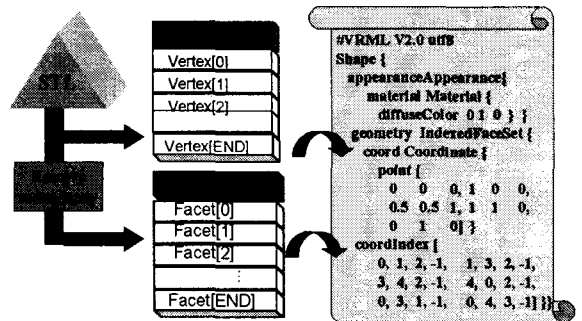 STL
Vertex[0]
Vertex[1]
Vertex[2]
Vertex[END]
Facet[0]
Facet[1]
Facet[2]
⋮
Facet[END]
#VRML V2.0 utf8
Shape {
appearanceAppearance{
material Material {
diffuseColor 0 1 0 } }
geometry IndexedFaceSet {
coord Coordinate {
point [
0 0 0, 1 0 0,
0.5 0.5 1, 1 1 0,
0 1 0] }
coordIndex [
0, 1, 2, -1, 1, 3, 2, -1,
3, 4, 2, -1, 4, 0, 2, -1,
0, 3, 1, -1, 0, 4, 3, -1] }}